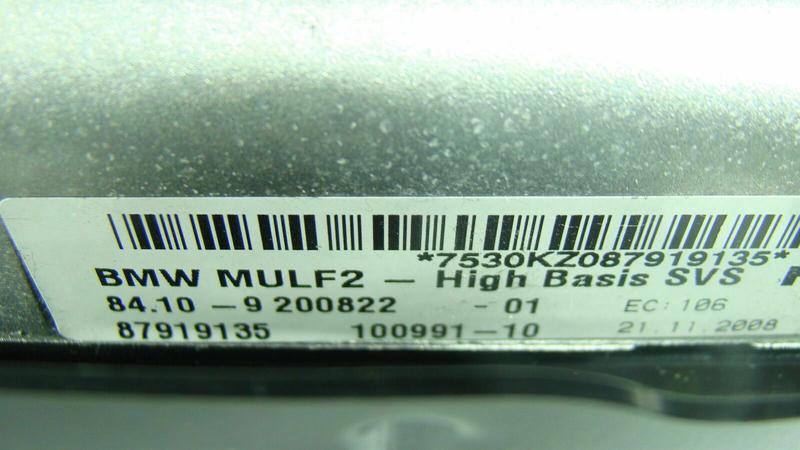 *7530KZ087919135*
BMW MULF2 – High Basis SVS
84.10 – 9 200822 - 01 EC: 106
87919135 100991-10 21.11.2008